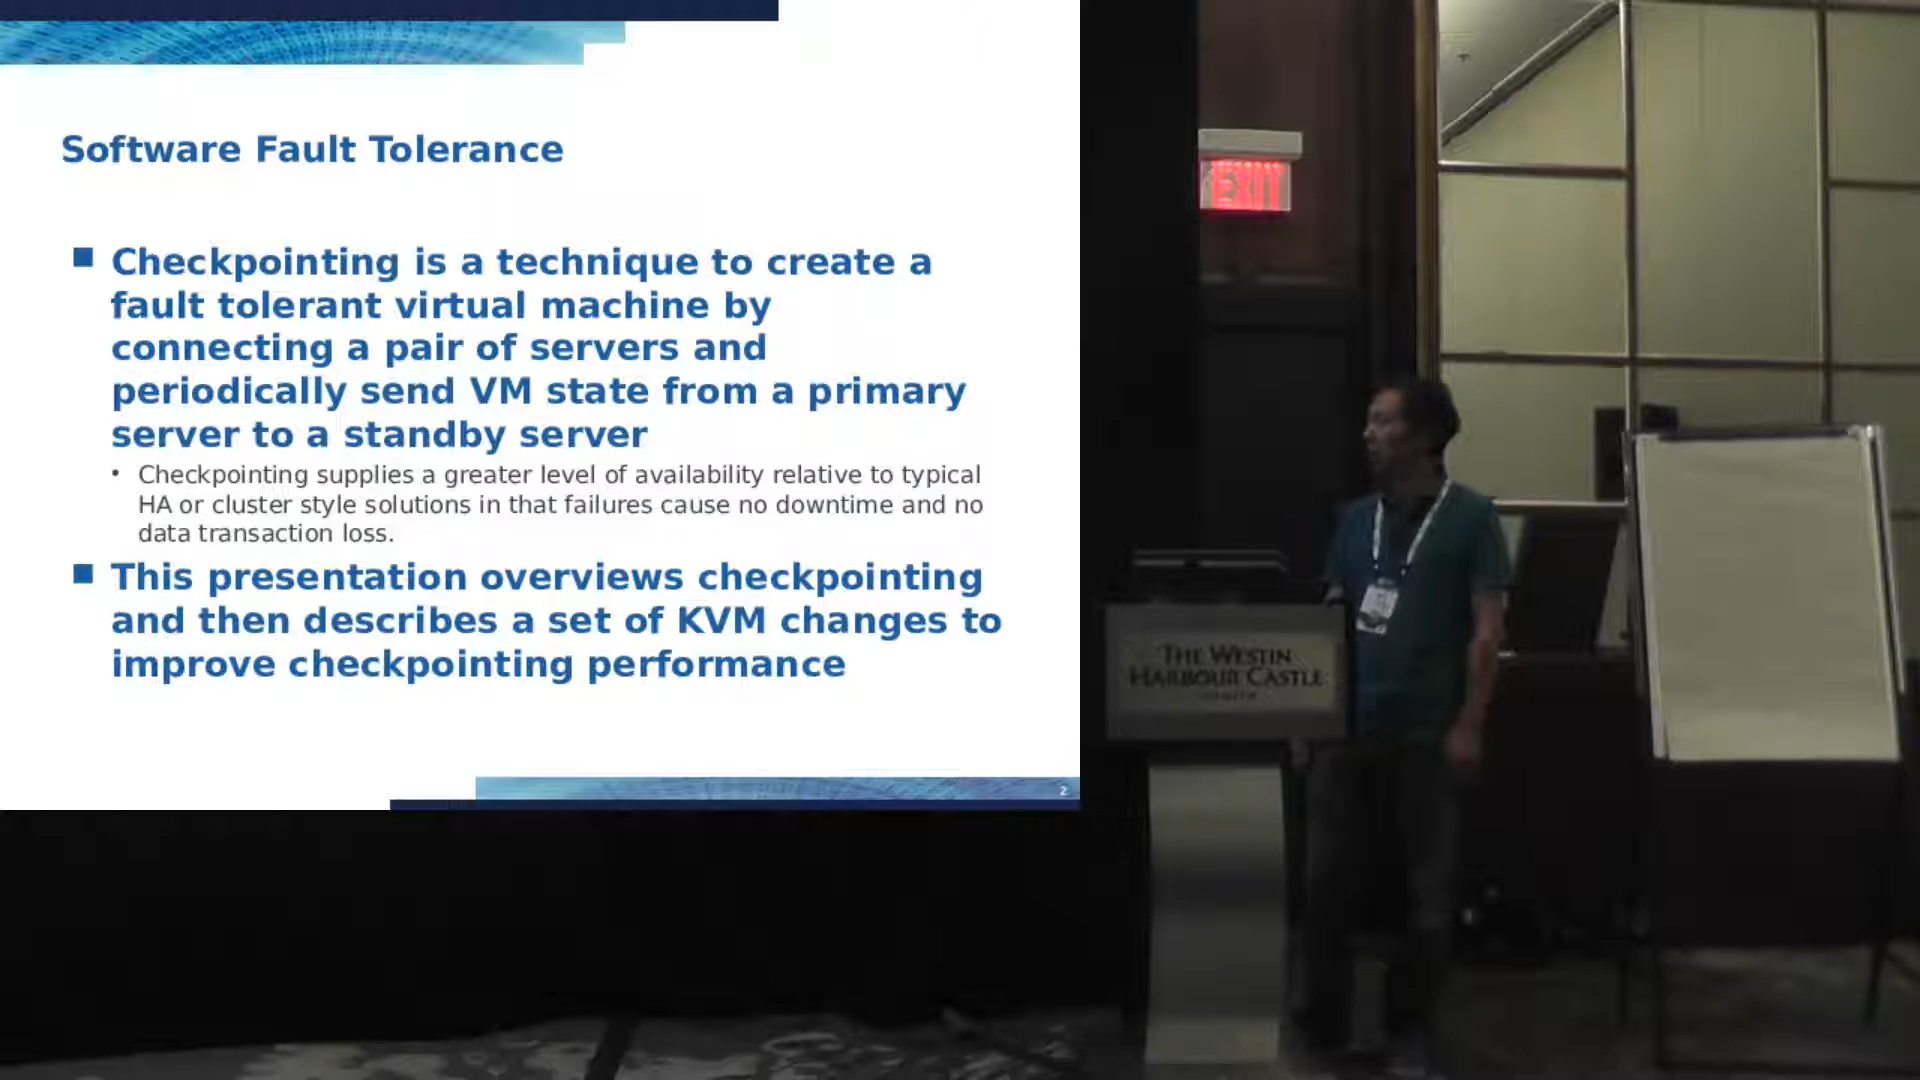 Software Fault Tolerance
Checkpointing is a technique to create a
fault tolerant virtual machine by
connecting a pair of servers and
periodically send VM state from a primary
server to a standby server
• Checkpointing supplies a greater level of availability relative to typical
HA or cluster style solutions in that failures cause no downtime and no
data transaction loss.
This presentation overviews checkpointing
and then describes a set of KVM changes to
improve checkpointing performance
2
EXIT
THE WESTIN
HARBOUR CASTLE